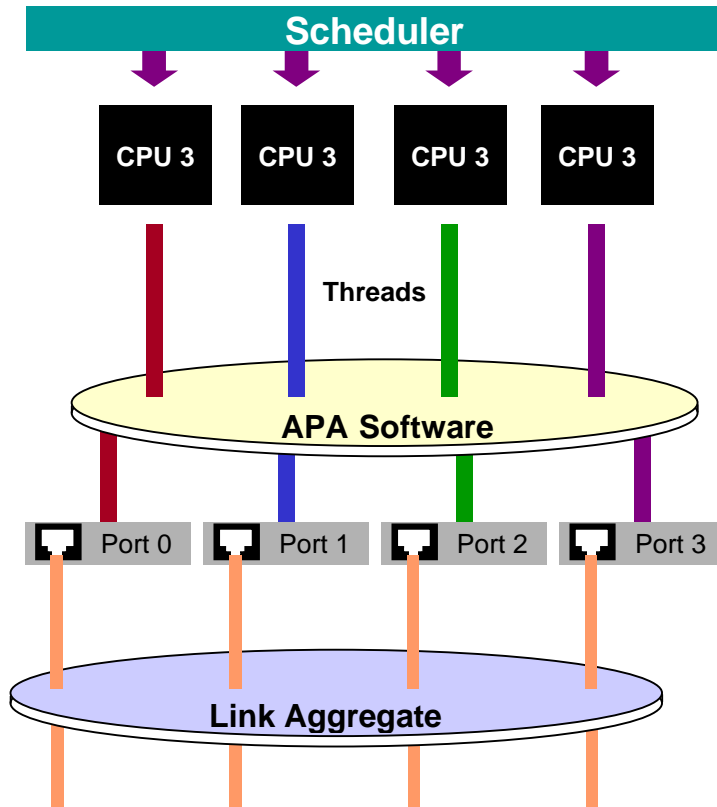 Scheduler
CPU 3
CPU 3
CPU 3
CPU 3
Threads
APA Software
Port 0
Port 1
Port 2
Port 3
Link Aggregate